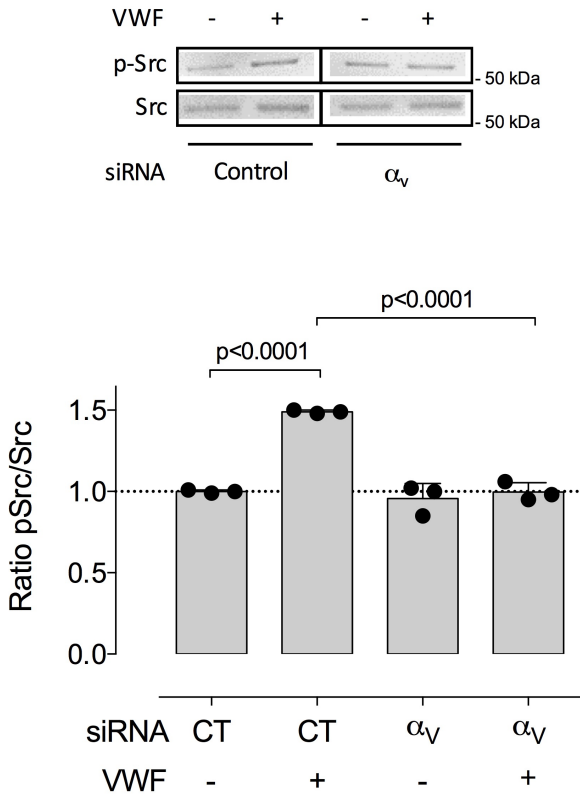 VWF - + - +
p-Src - 50 kDa
Src - 50 kDa
siRNA Control αv
p<0.0001
p<0.0001
Ratio pSrc/Src
1.5
1.0
0.5
0.0
siRNA CT CT αV αV
VWF - + - +